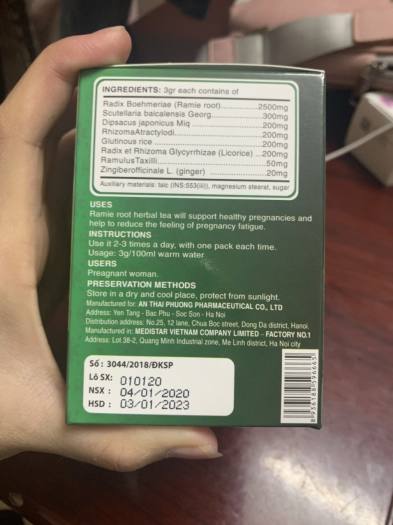 INGREDIENTS: 3gr each contains of
Radix Boehmeriae (Ramie root)..........2500mg
Scutellaria baicalensis Georg..........300mg
Dipsacus japonicus Miq..........200mg
RhizomaAtractylodi..........200mg
Glutinous rice..........200mg
Radix et Rhizoma Glycyrrhizae (Licorice)...200mg
RamulusTaxilli..........50mg
Zingiberofficinale L. (ginger)..........20mg
Auxiliary materials: talc (INS:553(iii)), magnesium stearat, sugar
USES
Ramie root herbal tea will support healthy pregnancies and
help to reduce the feeling of pregnancy fatigue.
INSTRUCTIONS
Use it 2-3 times a day, with one pack each time.
Usage: 3g/100ml warm water
USERS
Preagnant woman.
PRESERVATION METHODS
Store in a dry and cool place, protect from sunlight.
Manufactured for: AN THAI PHUONG PHARMACEUTICAL CO., LTD
Address: Yen Tang - Bac Phu - Soc Son - Ha Noi
Distribution address: No.25, 12 lane, Chua Boc street, Dong Da district, Hanoi.
Manufactured in: MEDISTAR VIETNAM COMPANY LIMITED - FACTORY NO.1
Address: Lot 38-2, Quang Minh Industrial zone, Me Linh district, Ha Noi city
Số : 3044/2018/ĐKSP
Lô SX: 010120
NSX : 04/01/2020
HSD : 03/01/2023